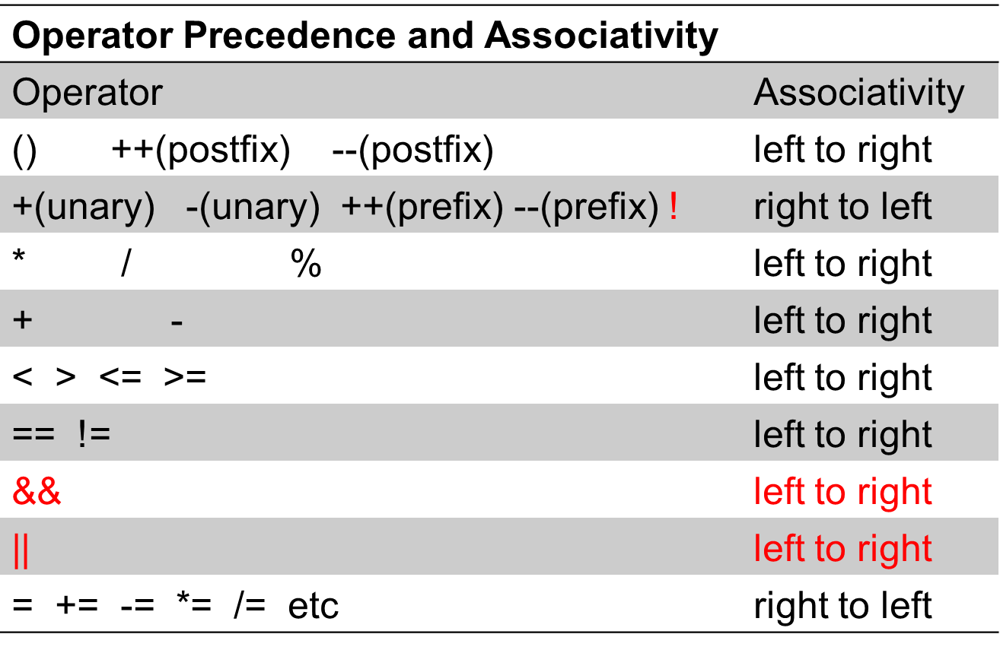 Operator Precedence and Associativity
Operator Associativity
() ++(postfix) --(postfix) left to right
+(unary) -(unary) ++(prefix) --(prefix) ! right to left
* / % left to right
+ - left to right
< > <= >= left to right
== != left to right
&& left to right
|| left to right
= += -= *= /= etc right to left